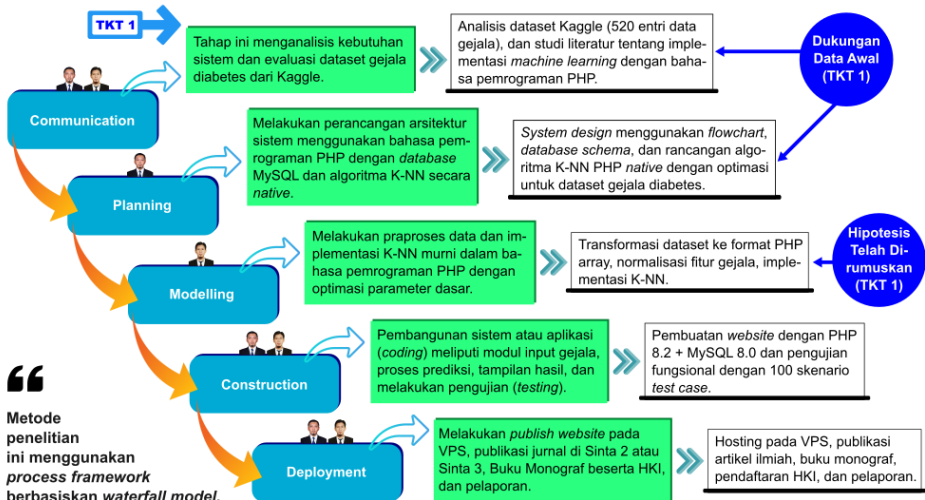 TKT 1
Tahap ini menganalisis kebutuhan
sistem dan evaluasi dataset gejala
diabetes dari Kaggle.
Analisis dataset Kaggle (520 entri data
gejala), dan studi literatur tentang imple-
mentasi machine learning dengan baha-
sa pemrograman PHP.
Dukungan
Data Awal
(TKT 1)
Communication
Melakukan perancangan arsitektur
sistem menggunakan bahasa pem-
rograman PHP dengan database
MySQL dan algoritma K-NN secara
native.
System design menggunakan flowchart,
database schema, dan rancangan algo-
ritma K-NN PHP native dengan optimasi
untuk dataset gejala diabetes.
Planning
Melakukan praproses data dan im-
plementasi K-NN murni dalam ba-
hasa pemrograman PHP dengan
optimasi parameter dasar.
Transformasi dataset ke format PHP
array, normalisasi fitur gejala, imple-
mentasi K-NN.
Hipotesis
Telah Di-
rumuskan
(TKT 1)
Modelling
Pembangunan sistem atau aplikasi
(coding) meliputi modul input gejala,
proses prediksi, tampilan hasil, dan
melakukan pengujian (testing).
Pembuatan website dengan PHP
8.2 + MySQL 8.0 dan pengujian
fungsional dengan 100 skenario
test case.
Construction
Melakukan publish website pada
VPS, publikasi jurnal di Sinta 2 atau
Sinta 3, Buku Monograf beserta HKI,
dan pelaporan.
Hosting pada VPS, publikasi
artikel ilmiah, buku monograf,
pendaftaran HKI, dan pelaporan.
Deployment
❝
Metode
penelitian
ini menggunakan
process framework
berbasiskan waterfall model.